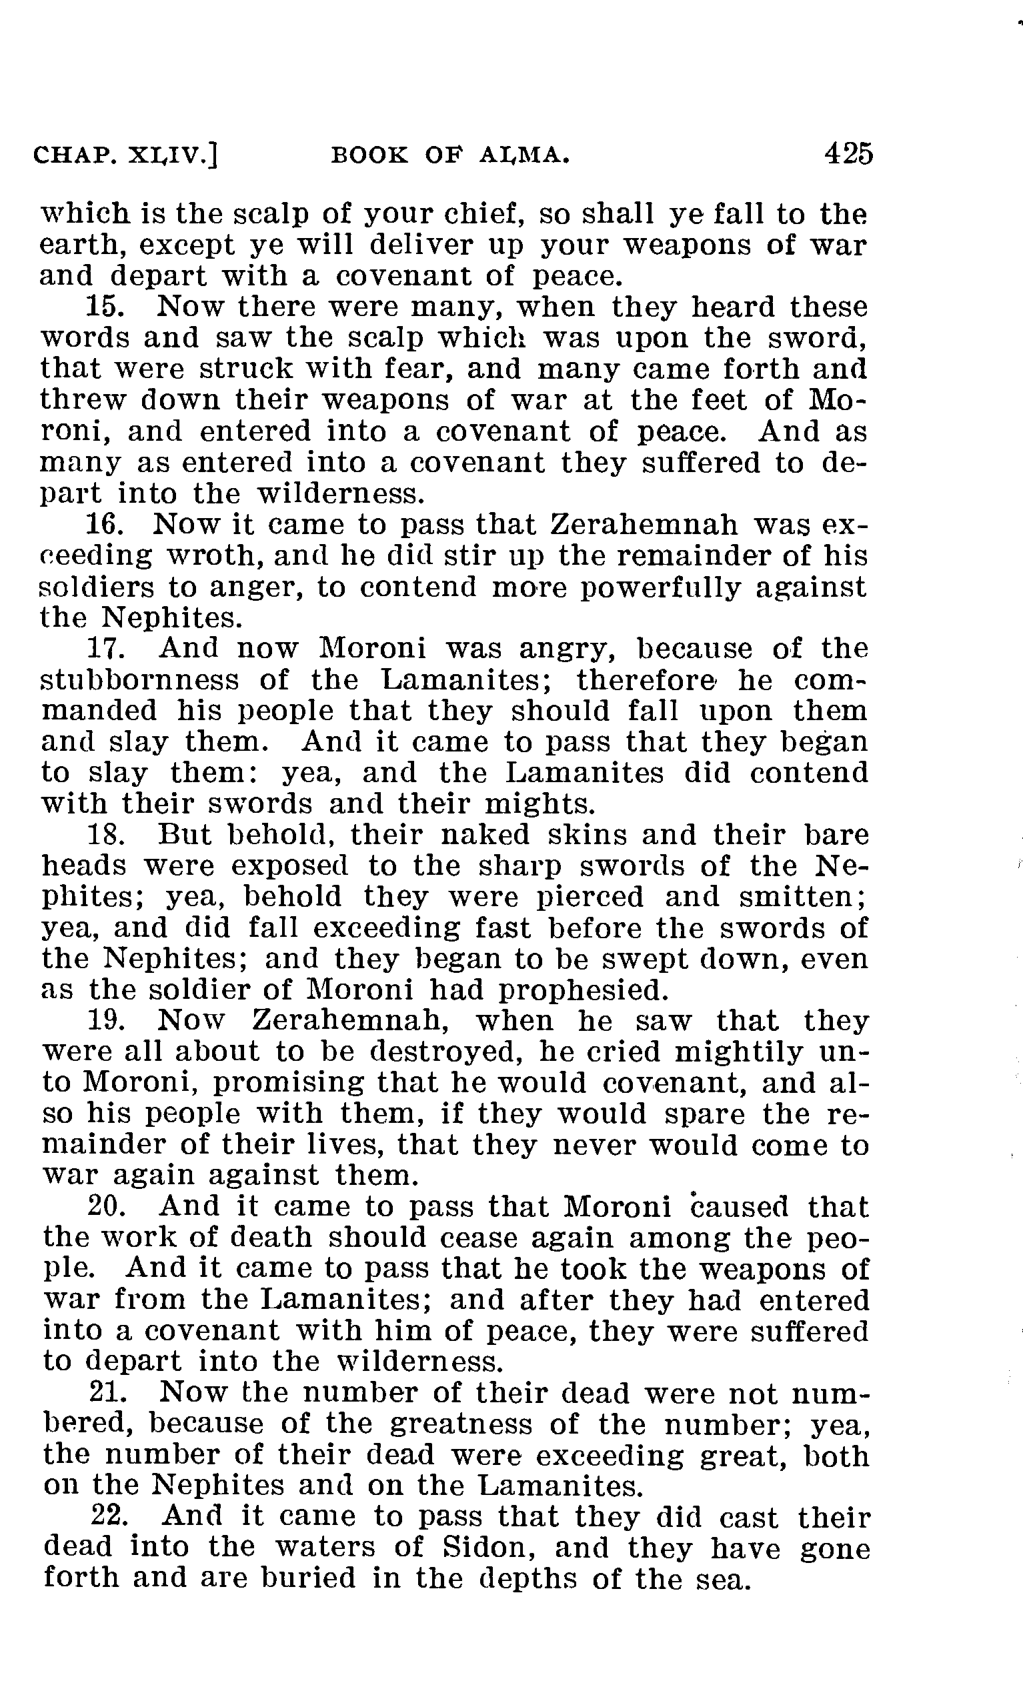 CHAP. XLIV.] BOOK OF ALMA. 425
which is the scalp of your chief, so shall ye fall to the
earth, except ye will deliver up your weapons of war
and depart with a covenant of peace.
15. Now there were many, when they heard these
words and saw the scalp which was upon the sword,
that were struck with fear, and many came forth and
threw down their weapons of war at the feet of Mo-
roni, and entered into a covenant of peace. And as
many as entered into a covenant they suffered to de-
part into the wilderness.
16. Now it came to pass that Zerahemnah was ex-
ceeding wroth, and he did stir up the remainder of his
soldiers to anger, to contend more powerfully against
the Nephites.
17. And now Moroni was angry, because of the
stubbornness of the Lamanites; therefore he com-
manded his people that they should fall upon them
and slay them. And it came to pass that they began
to slay them: yea, and the Lamanites did contend
with their swords and their mights.
18. But behold, their naked skins and their bare
heads were exposed to the sharp swords of the Ne-
phites; yea, behold they were pierced and smitten;
yea, and did fall exceeding fast before the swords of
the Nephites; and they began to be swept down, even
as the soldier of Moroni had prophesied.
19. Now Zerahemnah, when he saw that they
were all about to be destroyed, he cried mightily un-
to Moroni, promising that he would covenant, and al-
so his people with them, if they would spare the re-
mainder of their lives, that they never would come to
war again against them.
20. And it came to pass that Moroni caused that
the work of death should cease again among the peo-
ple. And it came to pass that he took the weapons of
war from the Lamanites; and after they had entered
into a covenant with him of peace, they were suffered
to depart into the wilderness.
21. Now the number of their dead were not num-
bered, because of the greatness of the number; yea,
the number of their dead were exceeding great, both
on the Nephites and on the Lamanites.
22. And it came to pass that they did cast their
dead into the waters of Sidon, and they have gone
forth and are buried in the depths of the sea.